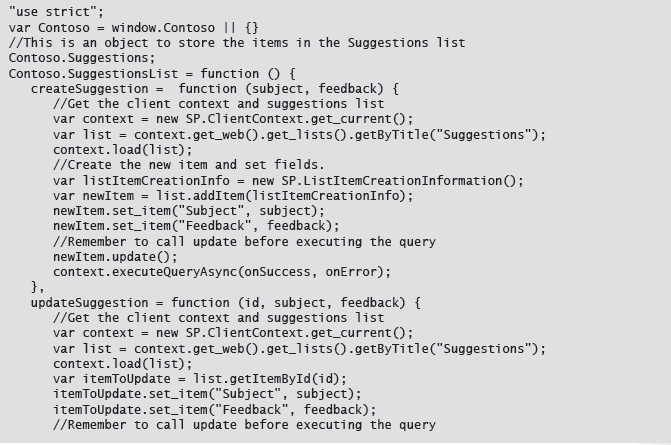 "use strict";
var Contoso = window.Contoso || {}
//This is an object to store the items in the Suggestions list
Contoso.Suggestions;
Contoso.SuggestionsList = function () {
createSuggestion = function (subject, feedback) {
//Get the client context and suggestions list
var context = new SP.ClientContext.get_current();
var list = context.get_web().get_lists().getByTitle("Suggestions");
context.load(list);
//Create the new item and set fields.
var listItemCreationInfo = new SP.ListItemCreationInformation();
var newItem = list.addItem(listItemCreationInfo);
newItem.set_item("Subject", subject);
newItem.set_item("Feedback", feedback);
//Remember to call update before executing the query
newItem.update();
context.executeQueryAsync(onSuccess, onError);
},
updateSuggestion = function (id, subject, feedback) {
//Get the client context and suggestions list
var context = new SP.ClientContext.get_current();
var list = context.get_web().get_lists().getByTitle("Suggestions");
context.load(list);
var itemToUpdate = list.getItemById(id);
itemToUpdate.set_item("Subject", subject);
itemToUpdate.set_item("Feedback", feedback);
//Remember to call update before executing the query